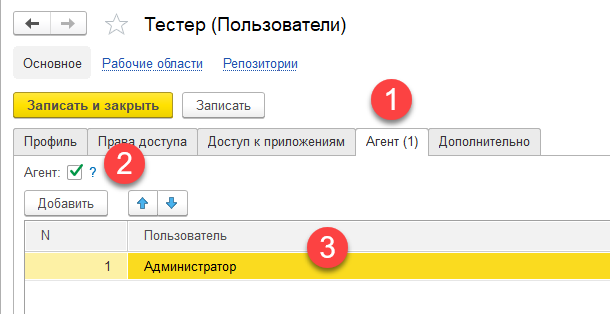 Тестер (Пользователи)
Основное Рабочие области Репозитории
Записать и закрыть Записать
1
Профиль Права доступа Доступ к приложениям Агент (1) Дополнительно
2
Агент: ?
Добавить
3
N Пользователь
1 Администратор